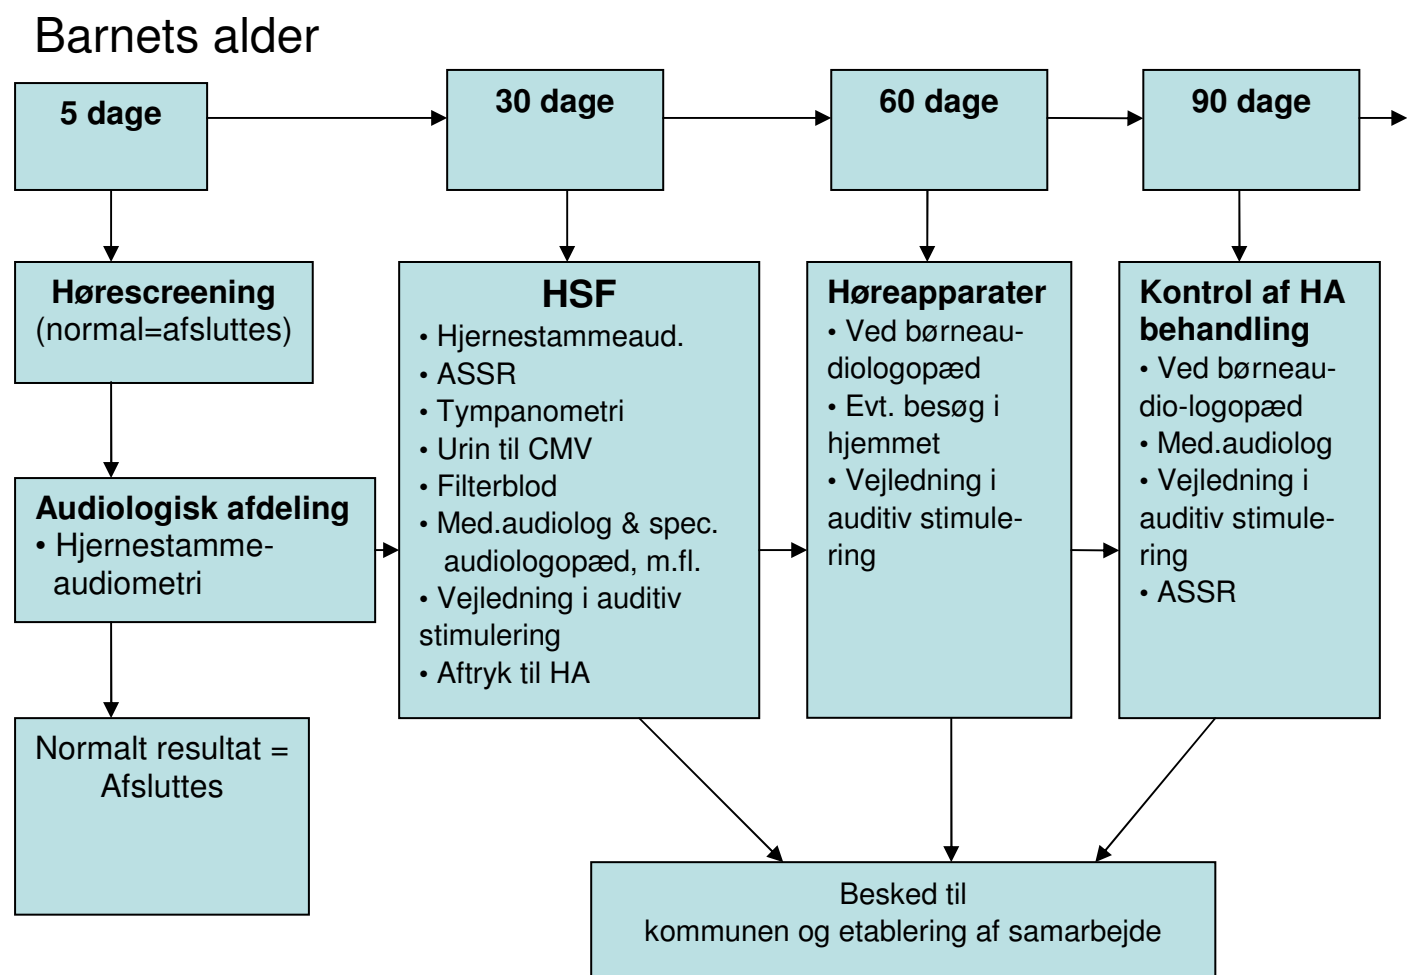 Barnets alder
5 dage
30 dage
60 dage
90 dage
Hørescreening
(normal=afsluttes)
Audiologisk afdeling
• Hjernestamme-
audiometri
Normalt resultat =
Afsluttes
HSF
• Hjernestammeaud.
• ASSR
• Tympanometri
• Urin til CMV
• Filterblod
• Med.audiolog & spec.
audiologopæd, m.fl.
• Vejledning i auditiv
stimulering
• Aftryk til HA
Høreapparater
• Ved børneau-
diologopæd
• Evt. besøg i
hjemmet
• Vejledning i
auditiv stimule-
ring
Kontrol af HA
behandling
• Ved børneau-
dio-logopæd
• Med.audiolog
• Vejledning i
auditiv stimule-
ring
• ASSR
Besked til
kommunen og etablering af samarbejde